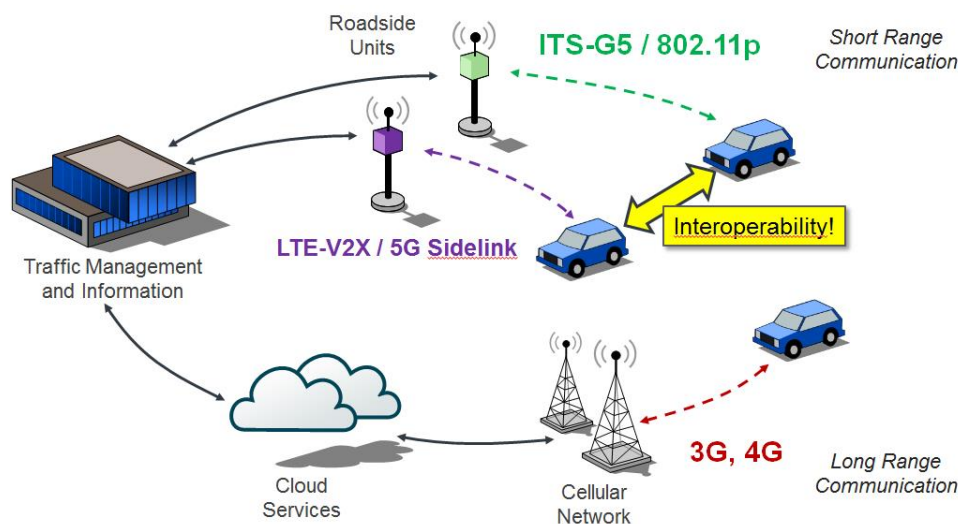 Roadside
Units
ITS-G5 / 802.11p
Short Range
Communication
Interoperability!
LTE-V2X / 5G Sidelink
Traffic Management
and Information
3G, 4G
Cloud
Services
Cellular
Network
Long Range
Communication